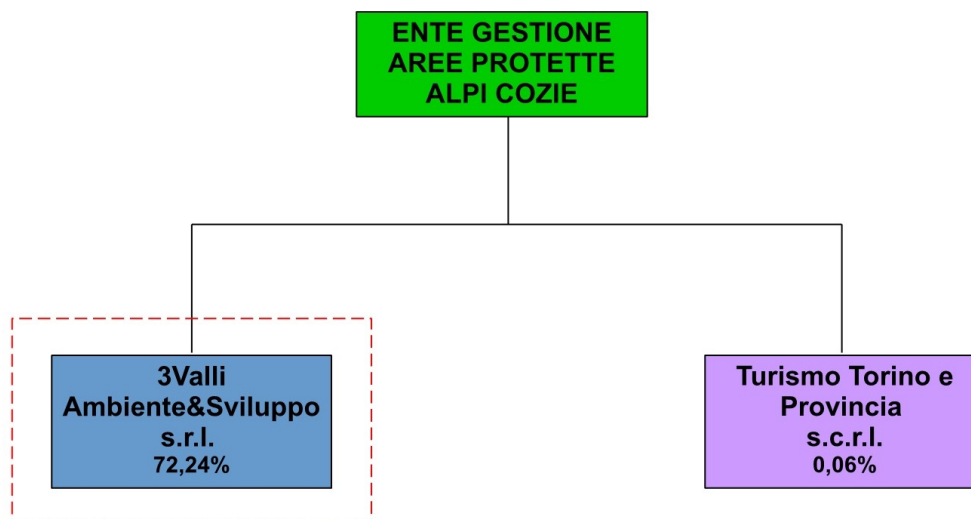 ENTE GESTIONE
AREE PROTETTE
ALPI COZIE
3Valli
Ambiente&Sviluppo
s.r.l.
72,24%
Turismo Torino e
Provincia
s.c.r.l.
0,06%